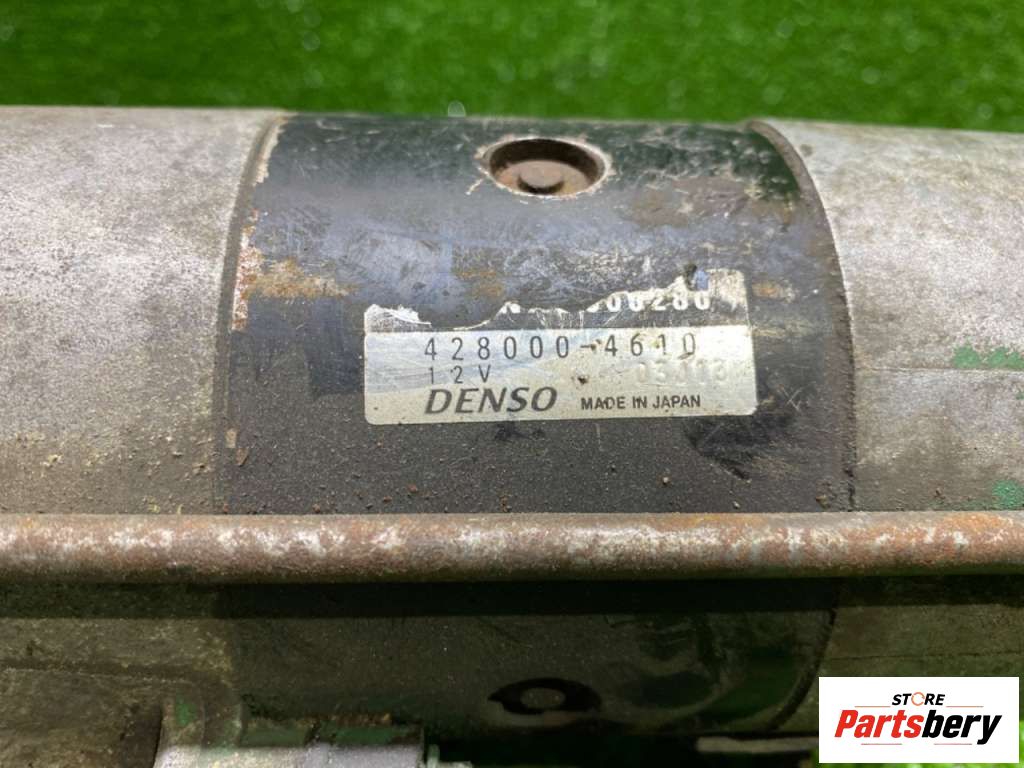 428000-4610
12V
DENSO MADE IN JAPAN
STORE
Partsbery